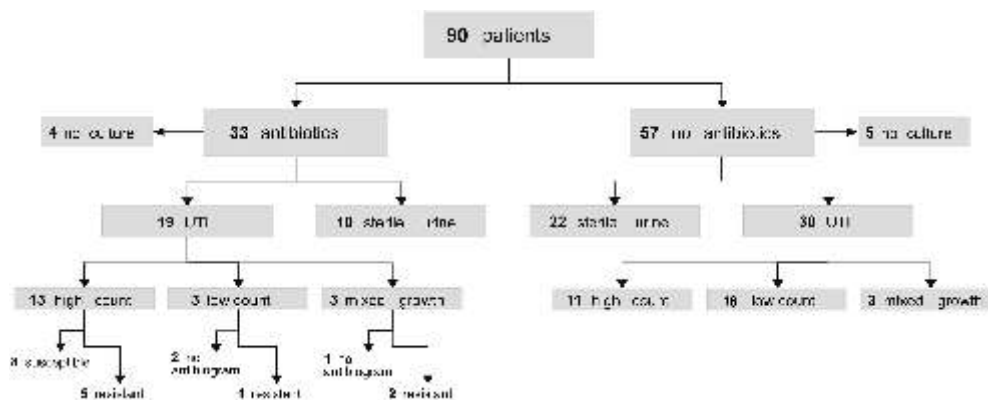 90 patients
4 no culture
33 antibiotics
57 no antibiotics
5 no culture
19 UTI
10 sterile urine
22 sterile urine
30 UTI
13 high count
3 low count
3 mixed growth
11 high count
16 low count
3 mixed growth
8 susceptible
2 no
antibiogram
1 no
antibiogram
5 resistant
1 resistant
2 resistant